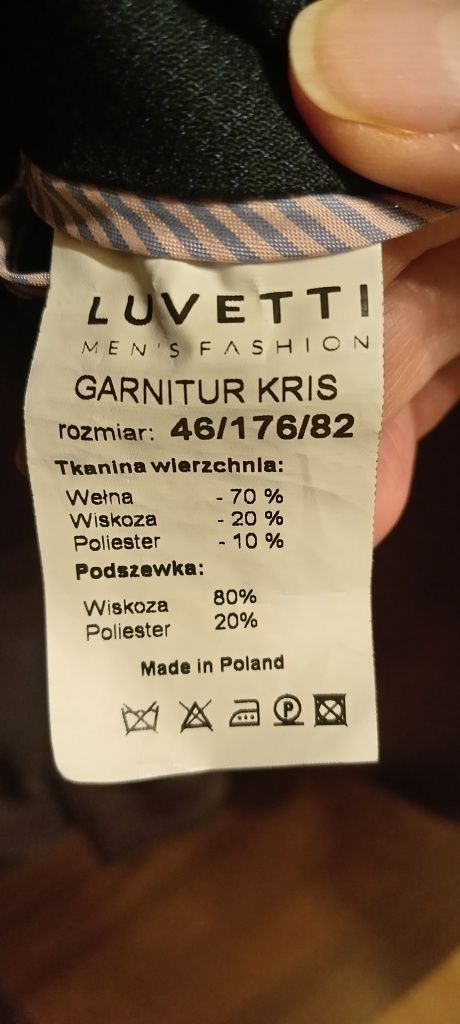 LUVETTI
MEN'S FASHION
GARNITUR KRIS
rozmiar: 46/176/82
Tkanina wierzchnia:
Wełna - 70 %
Wiskoza - 20 %
Poliester - 10 %
Podszewka:
Wiskoza 80%
Poliester 20%
Made in Poland
P